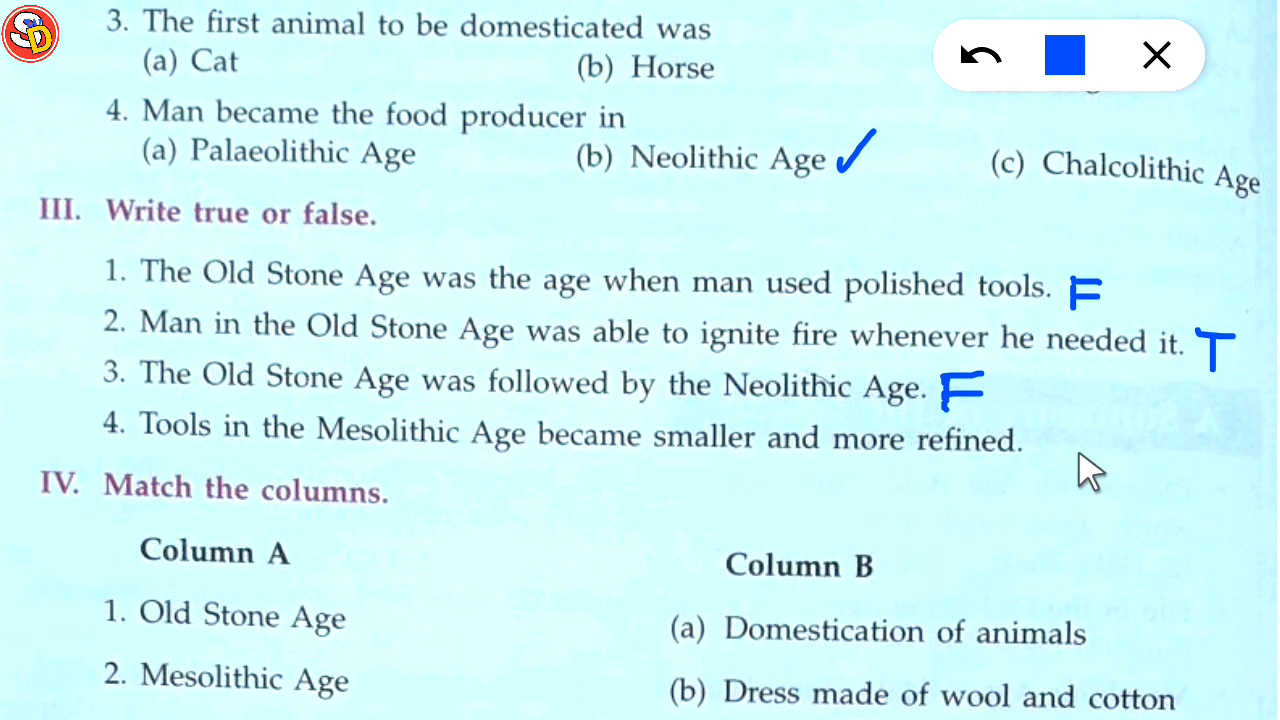 SD
3. The first animal to be domesticated was
(a) Cat (b) Horse
4. Man became the food producer in
(a) Palaeolithic Age (b) Neolithic Age ✓ (c) Chalcolithic Age
III. Write true or false.
1. The Old Stone Age was the age when man used polished tools. F
2. Man in the Old Stone Age was able to ignite fire whenever he needed it. T
3. The Old Stone Age was followed by the Neolithic Age. F
4. Tools in the Mesolithic Age became smaller and more refined.
IV. Match the columns.
Column A Column B
1. Old Stone Age (a) Domestication of animals
2. Mesolithic Age (b) Dress made of wool and cotton